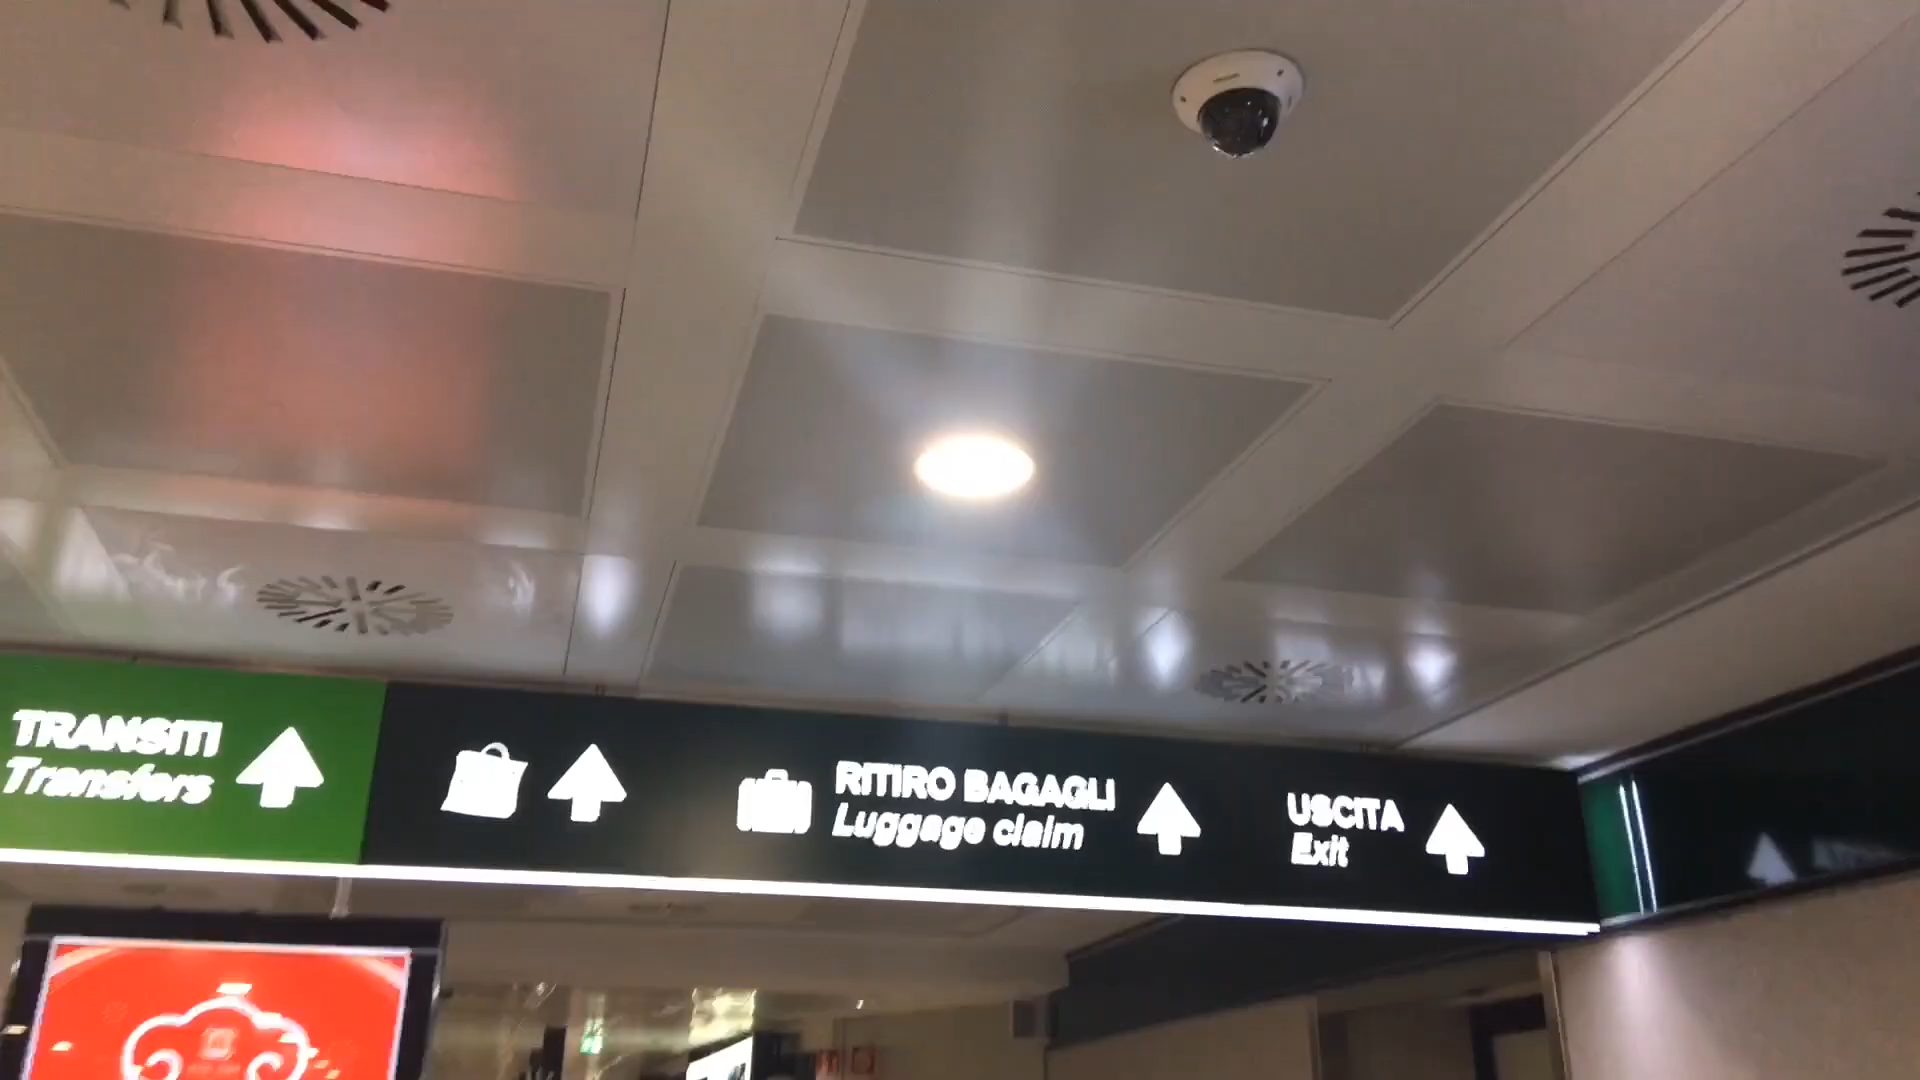 TRANSITI
Transfers
RITIRO BAGAGLI
Luggage claim
USCITA
Exit